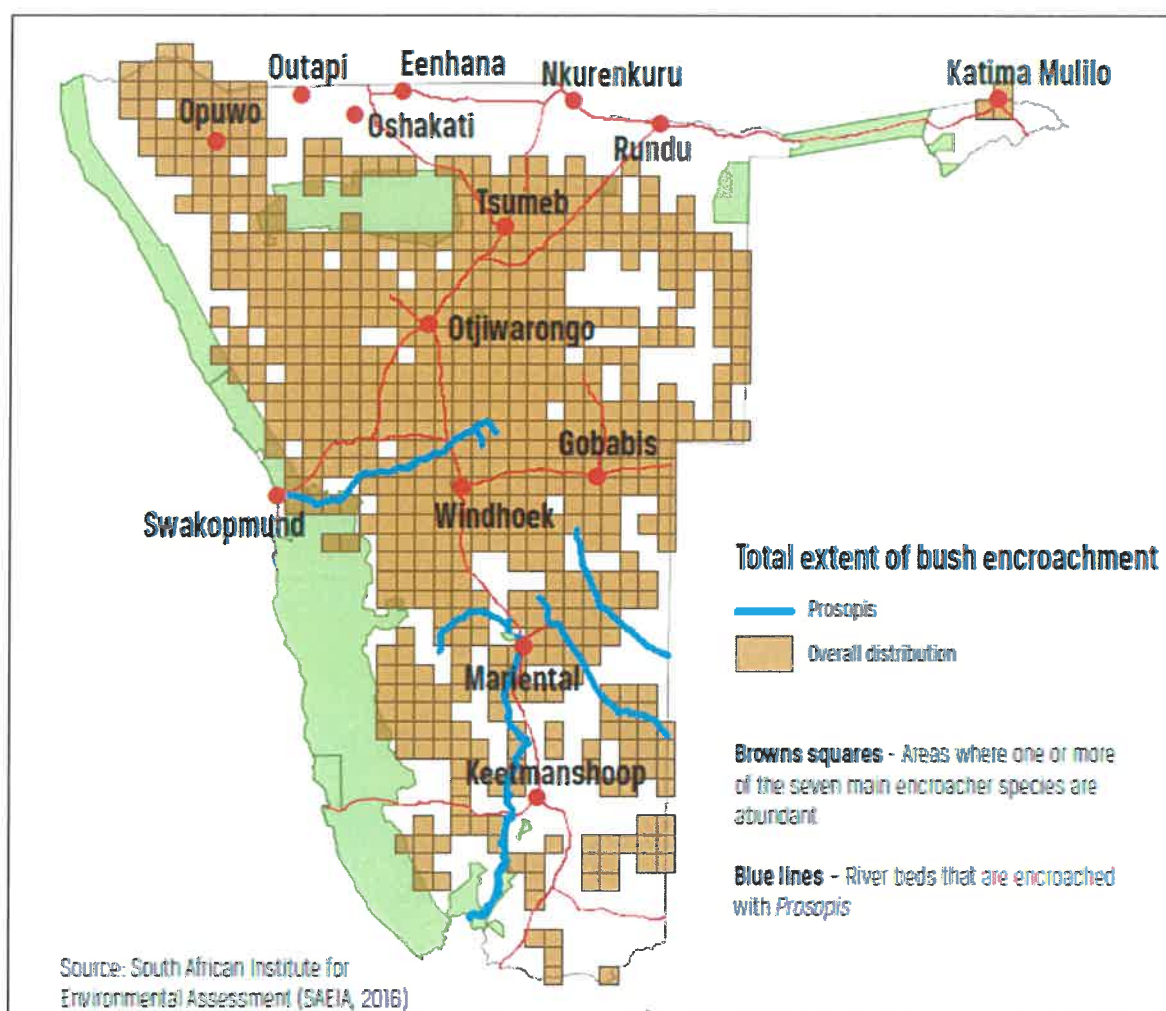 Outapi
Eenhana
Nkurenkuru
Katima Mulilo
Opuwo
Oshakati
Rundu
Tsumeb
Otjiwarongo
Gobabis
Swakopmund
Windhoek
Total extent of bush encroachment
Prosopis
Overall distribution
Mariental
Keetmanshoop
Browns squares - Areas where one or more
of the seven main encroacher species are
abundant
Blue lines - River beds that are encroached
with Prosopis
Source: South African Institute for
Environmental Assessment (SAEIA, 2016)